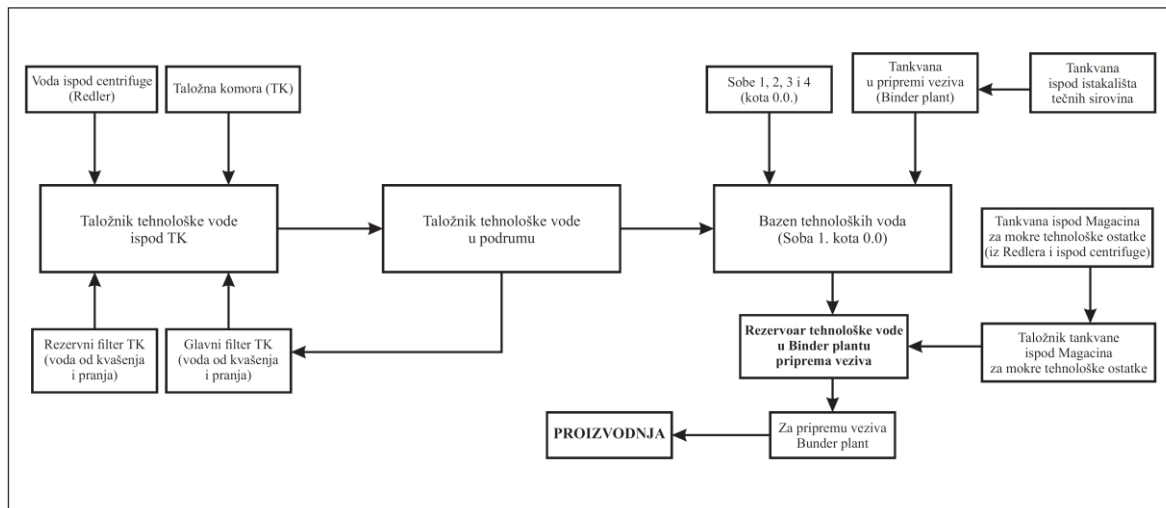 Voda ispod centrifuge
(Redler)
Taložna komora (TK)
Sobe 1, 2, 3 i 4
(kota 0.0.)
Tankvana
u pripremi veziva
(Binder plant)
Tankvana
ispod istakališta
tečnih sirovina
Taložnik tehnološke vode
ispod TK
Taložnik tehnološke vode
u podrumu
Bazen tehnoloških voda
(Soba 1. kota 0.0)
Tankvana ispod Magacina
za mokre tehnološke ostatke
(iz Redlera i ispod centrifuge)
Rezervni filter TK
(voda od kvašenja
i pranja)
Glavni filter TK
(voda od kvašenja
i pranja)
Rezervoar tehnološke vode
u Binder plantu
priprema veziva
Taložnik tankvane
ispod Magacina
za mokre tehnološke ostatke
PROIZVODNJA
Za pripremu veziva
Bunder plant